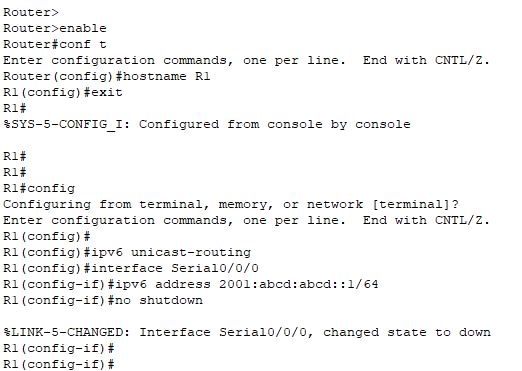 Router>
Router>enable
Router#conf t
Enter configuration commands, one per line.  End with CNTL/Z.
Router(config)#hostname R1
R1(config)#exit
R1#
%SYS-5-CONFIG_I: Configured from console by console

R1#
R1#
R1#config
Configuring from terminal, memory, or network [terminal]?
Enter configuration commands, one per line.  End with CNTL/Z.
R1(config)#
R1(config)#ipv6 unicast-routing
R1(config)#interface Serial0/0/0
R1(config-if)#ipv6 address 2001:abcd:abcd::1/64
R1(config-if)#no shutdown

%LINK-5-CHANGED: Interface Serial0/0/0, changed state to down
R1(config-if)#
R1(config-if)#